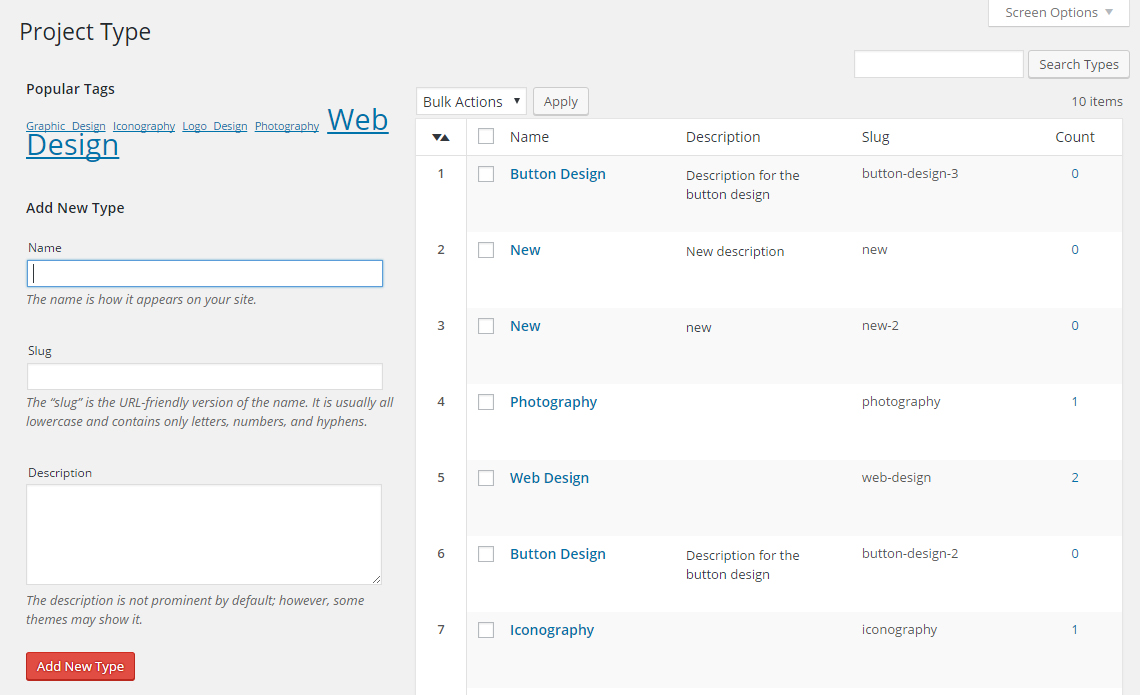 Screen Options ▼
Project Type
Search Types
Popular Tags
Graphic Design Iconography Logo Design Photography Web
Design
Bulk Actions ▼ Apply
10 items
▼▲ Name Description Slug Count
1 Button Design Description for the button-design-3 0
button design
2 New New description new 0
3 New new new-2 0
4 Photography photography 1
5 Web Design web-design 2
6 Button Design Description for the button-design-2 0
button design
7 Iconography iconography 1
Add New Type
Name
The name is how it appears on your site.
Slug
The “slug” is the URL-friendly version of the name. It is usually all
lowercase and contains only letters, numbers, and hyphens.
Description
The description is not prominent by default; however, some
themes may show it.
Add New Type